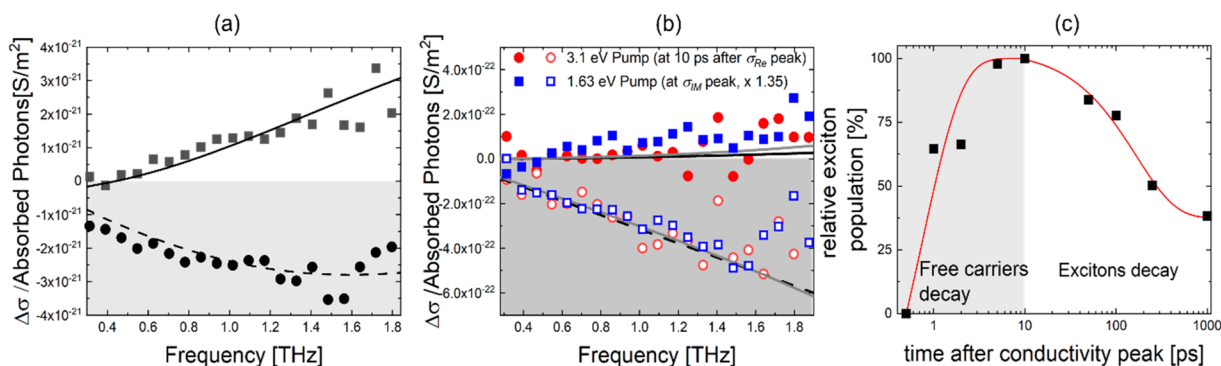 (a)
Δσ /Absorbed Photons[S/m²]
4x10⁻²¹
3x10⁻²¹
2x10⁻²¹
1x10⁻²¹
0
-1x10⁻²¹
-2x10⁻²¹
-3x10⁻²¹
-4x10⁻²¹
0.4 0.6 0.8 1.0 1.2 1.4 1.6 1.8
Frequency [THz]
(b)
Δσ /Absorbed Photons [S/m²]
4.0x10⁻²²
2.0x10⁻²²
0.0
-2.0x10⁻²²
-4.0x10⁻²²
-6.0x10⁻²²
3.1 eV Pump (at 10 ps after σRe peak)
1.63 eV Pump (at σIM peak, x 1.35)
0.4 0.6 0.8 1.0 1.2 1.4 1.6 1.8
Frequency [THz]
(c)
relative exciton
population [%]
100
75
50
25
0
Free carriers
decay
Excitons decay
1 10 100 1000
time after conductivity peak [ps]